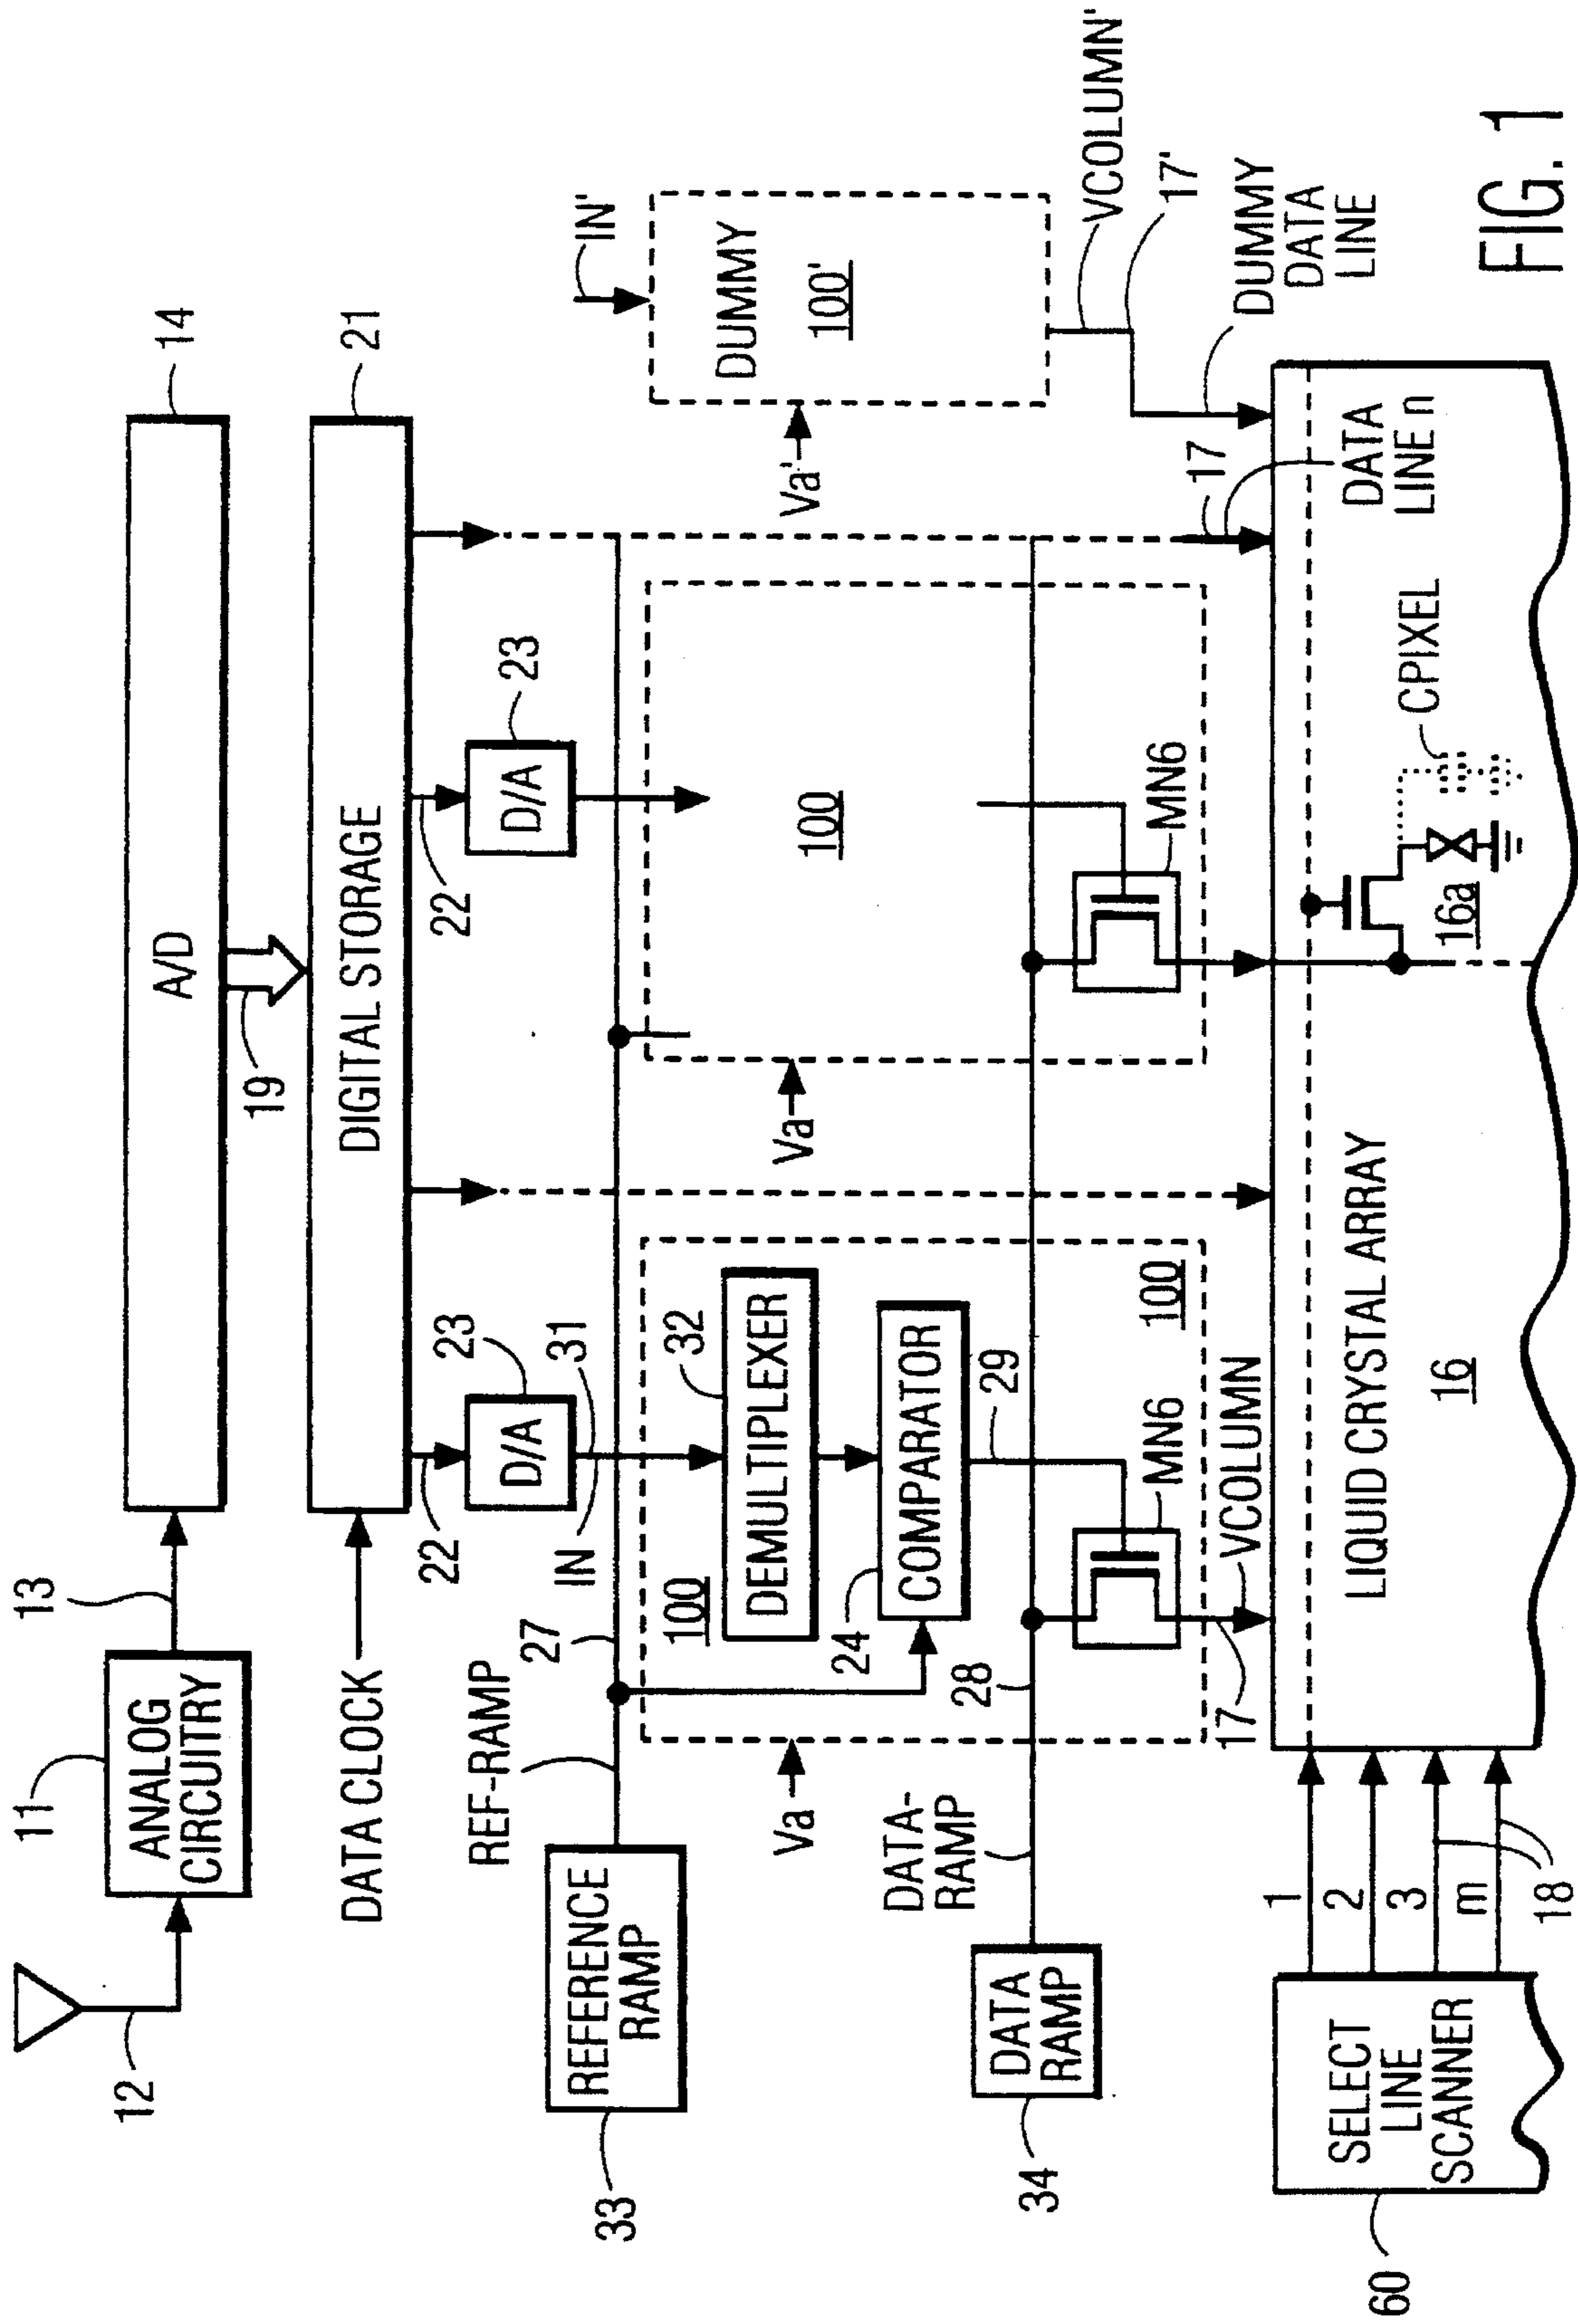 12
11
ANALOG
CIRCUITRY
13
A/D
14
19
DATA CLOCK
DIGITAL STORAGE
21
22
D/A
23
22
D/A
23
IN
31
33
REFERENCE
RAMP
REF-RAMP
27
Va
100
32
DEMULTIPLEXER
24
COMPARATOR
29
100
MN6
Va
100
MN6
IN'
Va'
DUMMY
100'
VCOLUMN'
17'
DUMMY
DATA
LINE
34
DATA
RAMP
DATA-
RAMP
28
17
VCOLUMN
17
DATA
LINE n
60
SELECT
LINE
SCANNER
1
2
3
m
18
LIQUID CRYSTAL ARRAY
16
16a
CPIXEL
FIG. 1